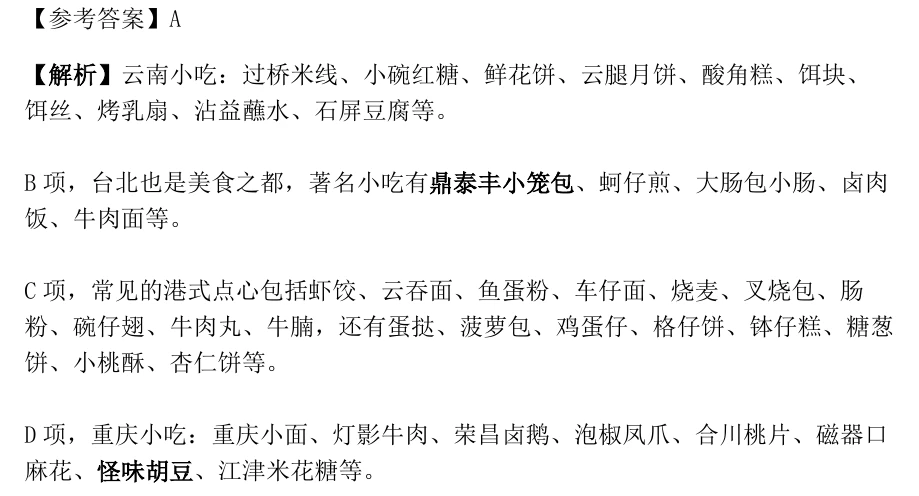 【参考答案】A
【解析】云南小吃：过桥米线、小碗红糖、鲜花饼、云腿月饼、酸角糕、饵块、
饵丝、烤乳扇、沾益蘸水、石屏豆腐等。
B 项，台北也是美食之都，著名小吃有鼎泰丰小笼包、蚵仔煎、大肠包小肠、卤肉
饭、牛肉面等。
C 项，常见的港式点心包括虾饺、云吞面、鱼蛋粉、车仔面、烧麦、叉烧包、肠
粉、碗仔翅、牛肉丸、牛腩，还有蛋挞、菠萝包、鸡蛋仔、格仔饼、钵仔糕、糖葱
饼、小桃酥、杏仁饼等。
D 项，重庆小吃：重庆小面、灯影牛肉、荣昌卤鹅、泡椒凤爪、合川桃片、磁器口
麻花、怪味胡豆、江津米花糖等。